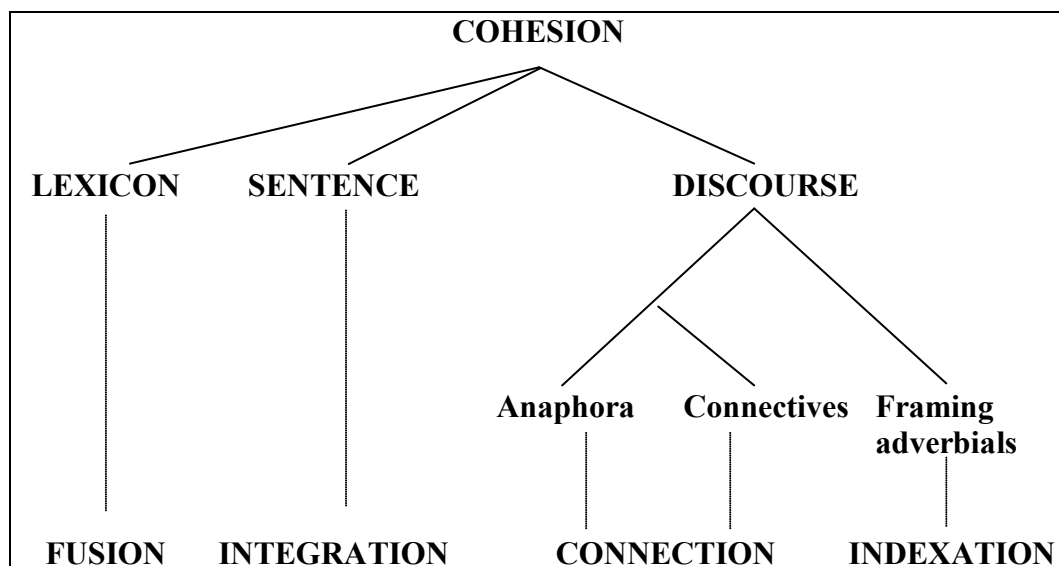 COHESION
LEXICON SENTENCE DISCOURSE
Anaphora Connectives Framing
adverbials
FUSION INTEGRATION CONNECTION INDEXATION